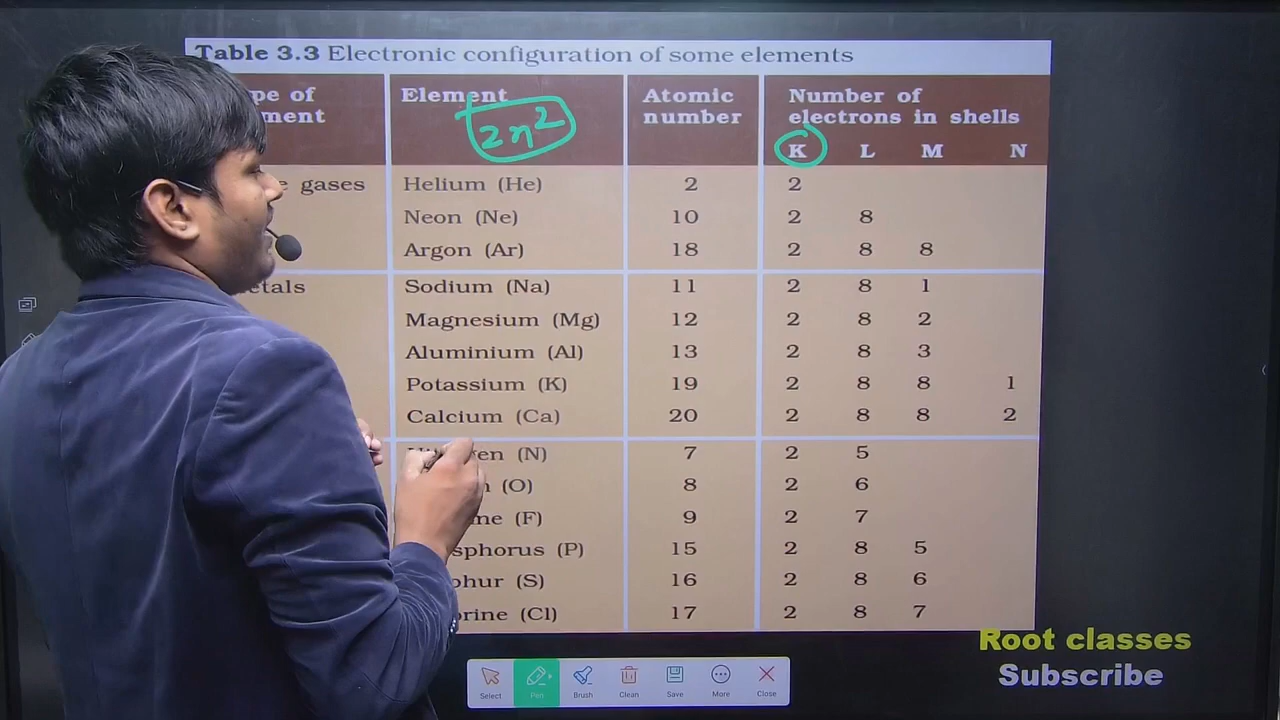 Table 3.3 Electronic configuration of some elements
Element
Atomic number
Number of electrons in shells
2n²
K L M N
gases Helium (He) 2 2
Neon (Ne) 10 2 8
Argon (Ar) 18 2 8 8
Sodium (Na) 11 2 8 1
Magnesium (Mg) 12 2 8 2
Aluminium (Al) 13 2 8 3
Potassium (K) 19 2 8 8 1
Calcium (Ca) 20 2 8 8 2
(N) 7 2 5
(O) 8 2 6
(F) 9 2 7
(P) 15 2 8 5
(S) 16 2 8 6
(Cl) 17 2 8 7
Root classes
Subscribe
Select Pen Brush Clean Save More Close